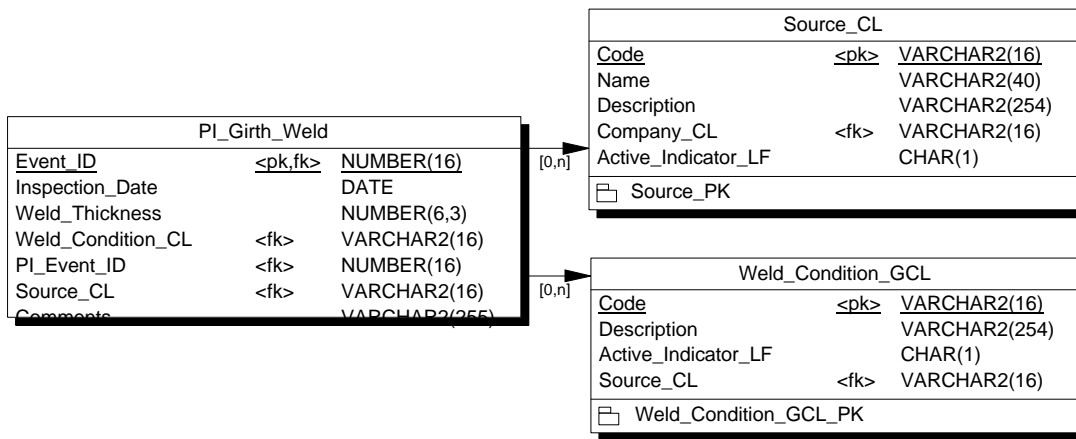 PI_Girth_Weld
Event_ID <pk,fk> NUMBER(16)
Inspection_Date DATE
Weld_Thickness NUMBER(6,3)
Weld_Condition_CL <fk> VARCHAR2(16)
PI_Event_ID <fk> NUMBER(16)
Source_CL <fk> VARCHAR2(16)
Comments VARCHAR2(255)
[0,n]
[0,n]
Source_CL
Code <pk> VARCHAR2(16)
Name VARCHAR2(40)
Description VARCHAR2(254)
Company_CL <fk> VARCHAR2(16)
Active_Indicator_LF CHAR(1)
Source_PK
Weld_Condition_GCL
Code <pk> VARCHAR2(16)
Description VARCHAR2(254)
Active_Indicator_LF CHAR(1)
Source_CL <fk> VARCHAR2(16)
Weld_Condition_GCL_PK